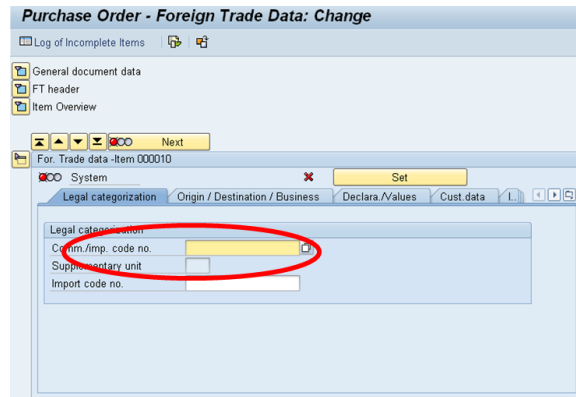 Purchase Order - Foreign Trade Data: Change
Log of Incomplete Items
General document data
FT header
Item Overview
Next
For. Trade data -Item 000010
System Set
Legal categorization Origin / Destination / Business Declara./Values Cust.data I..
Legal categorization
Comm./imp. code no.
Supplementary unit
Import code no.